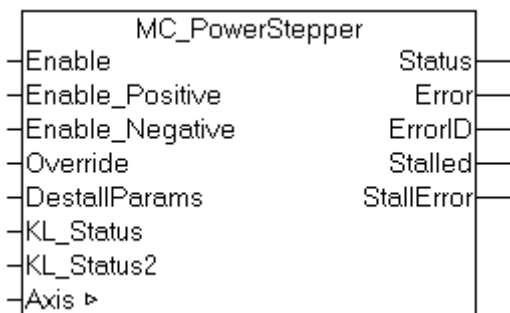 MC_PowerStepper
Enable Status
Enable_Positive Error
Enable_Negative ErrorID
Override Stalled
DestallParams StallError
KL_Status
KL_Status2
Axis ▹